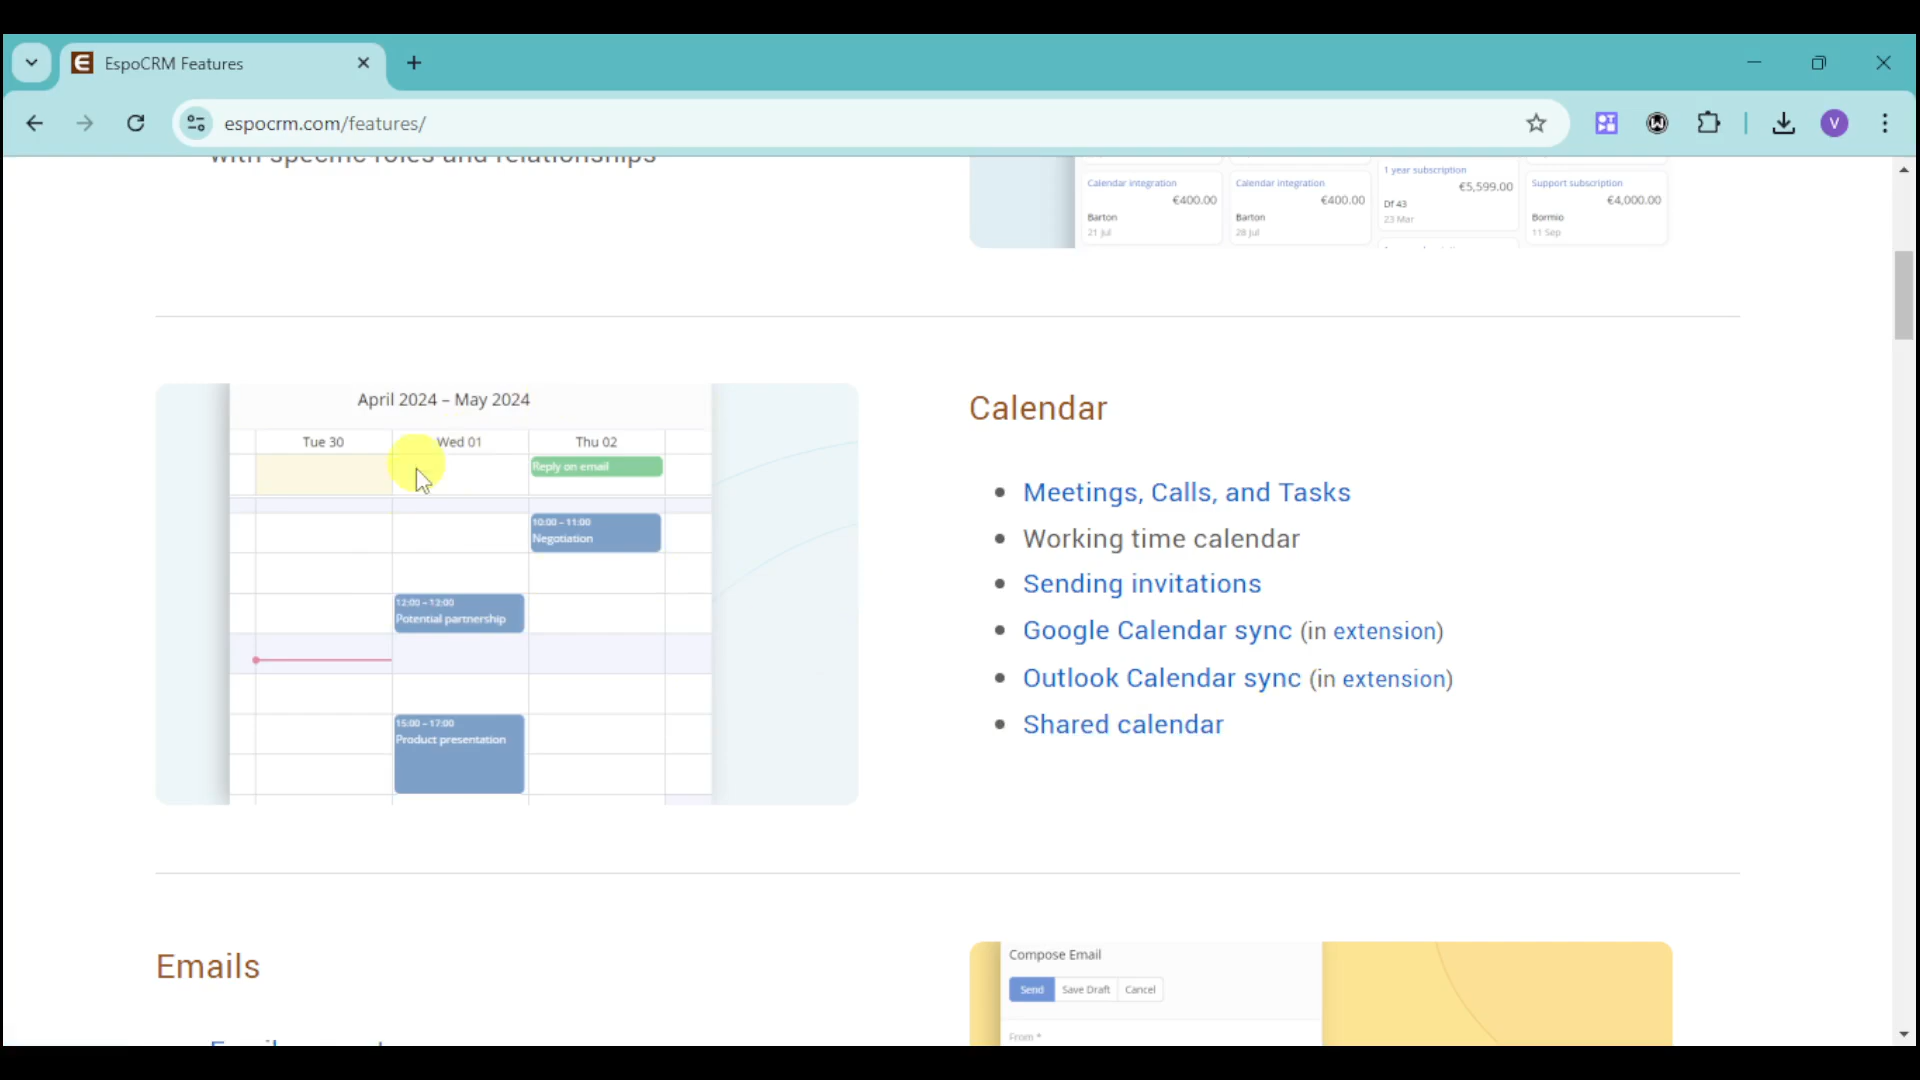 EspoCRM Features
espocrm.com/features/
V
with specific roles and relationships
Calendar integration
€400.00
Barton
21 Jul
Calendar integration
€400.00
Barton
28 Jul
1 year subscription
€5,599.00
Df 43
23 Mar
Support subscription
€4,000.00
Bormio
11 Sep
April 2024 – May 2024
Tue 30
Wed 01
Thu 02
Reply on email
10:00 – 11:00
Negotiation
12:00 – 13:00
Potential partnership
15:00 – 17:00
Product presentation
Calendar
Meetings, Calls, and Tasks
Working time calendar
Sending invitations
Google Calendar sync (in extension)
Outlook Calendar sync (in extension)
Shared calendar
Emails
Compose Email
Send
Save Draft
Cancel
From *